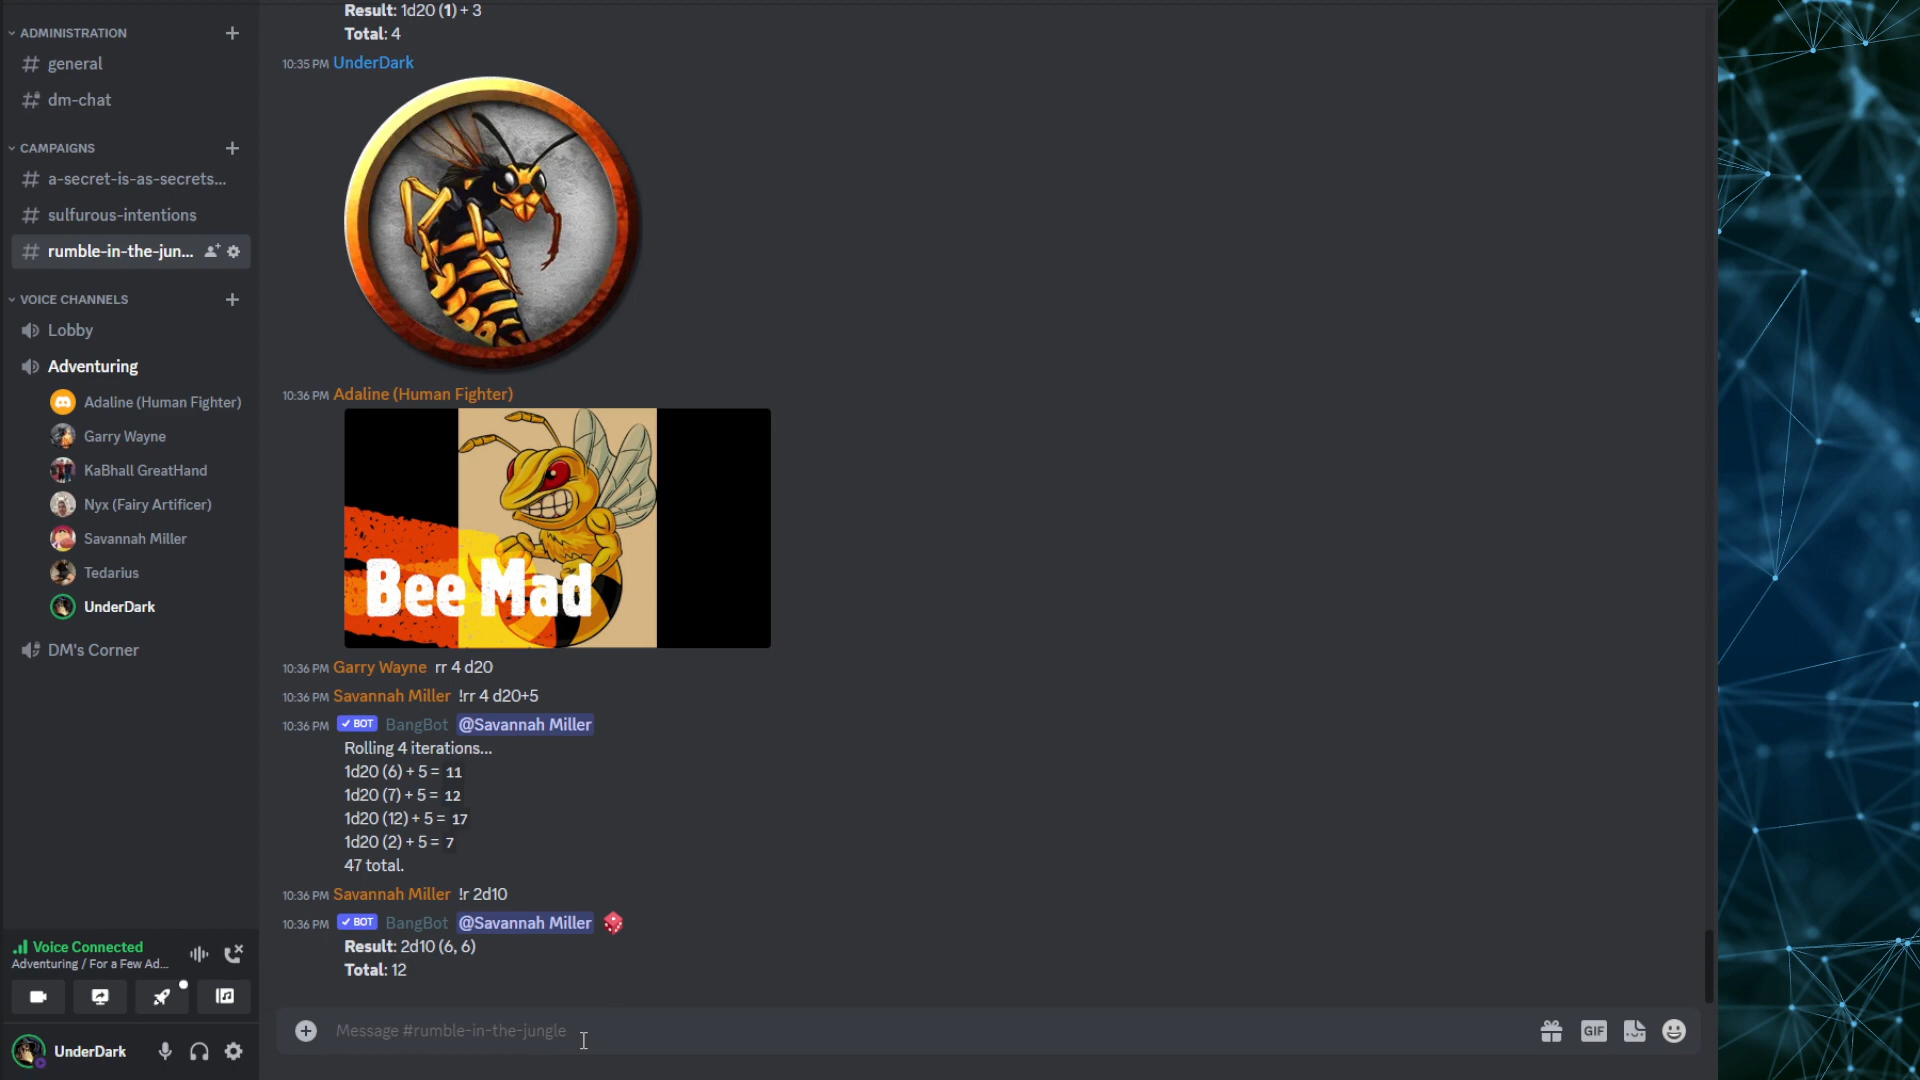 ADMINISTRATION
general
dm-chat
CAMPAIGNS
a-secret-is-as-secrets...
sulfurous-intentions
rumble-in-the-jun...
VOICE CHANNELS
Lobby
Adventuring
Adaline (Human Fighter)
Garry Wayne
KaBhall GreatHand
Nyx (Fairy Artificer)
Savannah Miller
Tedarius
UnderDark
DM's Corner
Voice Connected
Adventuring / For a Few Ad...
UnderDark
Result: 1d20 (1) + 3
Total: 4
10:35 PM UnderDark
10:36 PM Adaline (Human Fighter)
Bee Mad
10:36 PM Garry Wayne rr 4 d20
10:36 PM Savannah Miller !rr 4 d20+5
10:36 PM BOT BangBot @Savannah Miller
Rolling 4 iterations...
1d20 (6) + 5 = 11
1d20 (7) + 5 = 12
1d20 (12) + 5 = 17
1d20 (2) + 5 = 7
47 total.
10:36 PM Savannah Miller !r 2d10
10:36 PM BOT BangBot @Savannah Miller
Result: 2d10 (6, 6)
Total: 12
Message #rumble-in-the-jungle
GIF